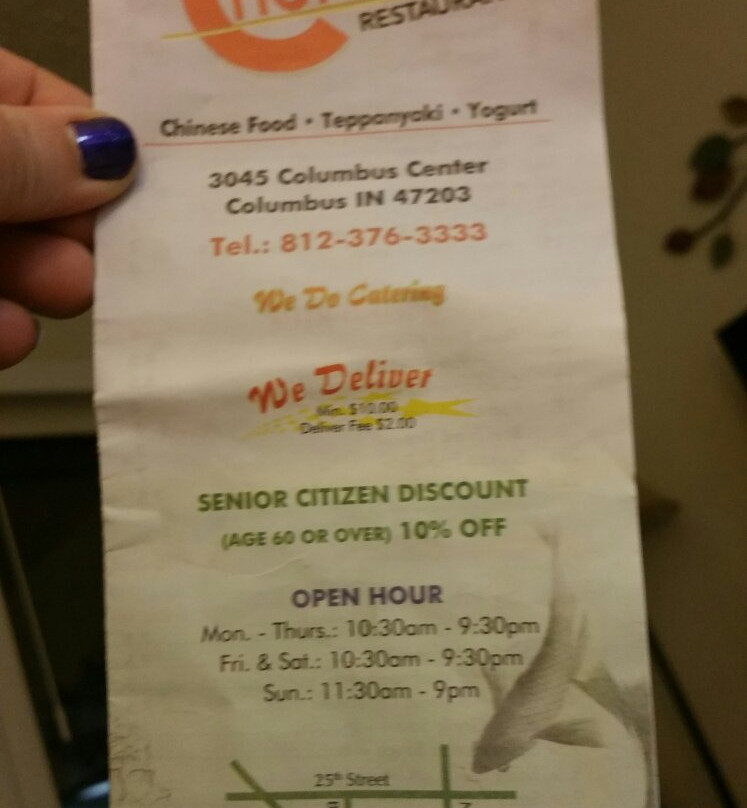 RESTAURAN
Chinese Food • Teppanyaki • Yogurt
3045 Columbus Center
Columbus IN 47203
Tel.: 812-376-3333
We Do Catering
We Deliver
Min. $10.00
Deliver Fee $2.00
SENIOR CITIZEN DISCOUNT
(AGE 60 OR OVER) 10% OFF
OPEN HOUR
Mon. - Thurs.: 10:30am - 9:30pm
Fri. & Sat.: 10:30am - 9:30pm
Sun.: 11:30am - 9pm
25th Street